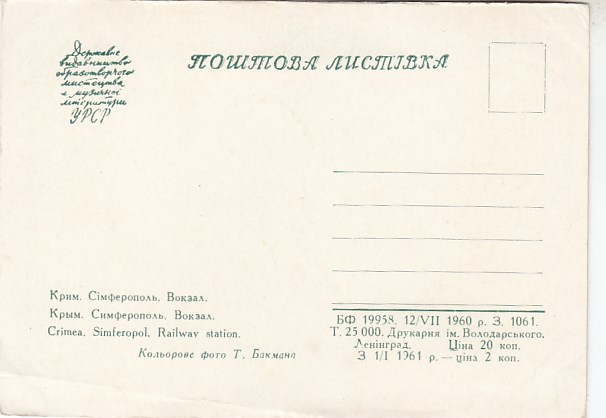 Державне
видавництво
образотворчого
мистецтва
і музичної
літератури
УРСР
ПОШТОВА ЛИСТІВКА
Крим. Сімферополь. Вокзал.
Крым. Симферополь. Вокзал.
Crimea. Simferopol. Railway station.
Кольорове фото Т. Бакмана
БФ 19958. 12/VII 1960 р. З. 1061.
Т. 25 000. Друкарня ім. Володарського.
Ленінград. Ціна 20 коп.
З 1/I 1961 р. — ціна 2 коп.